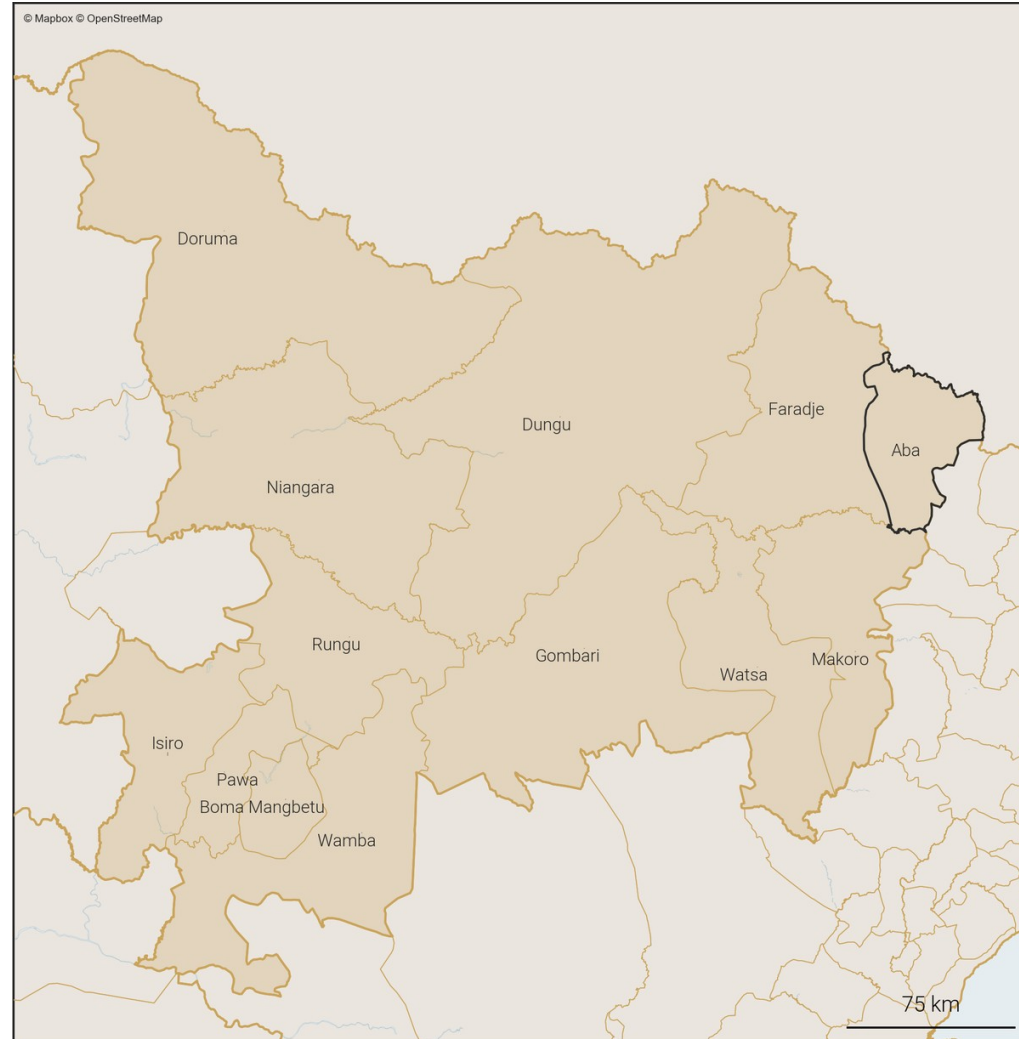 © Mapbox © OpenStreetMap
Doruma
Faradje
Dungu
Aba
Niangara
Rungu
Gombari
Makoro
Watsa
Isiro
Pawa
Boma Mangbetu
Wamba
75 km